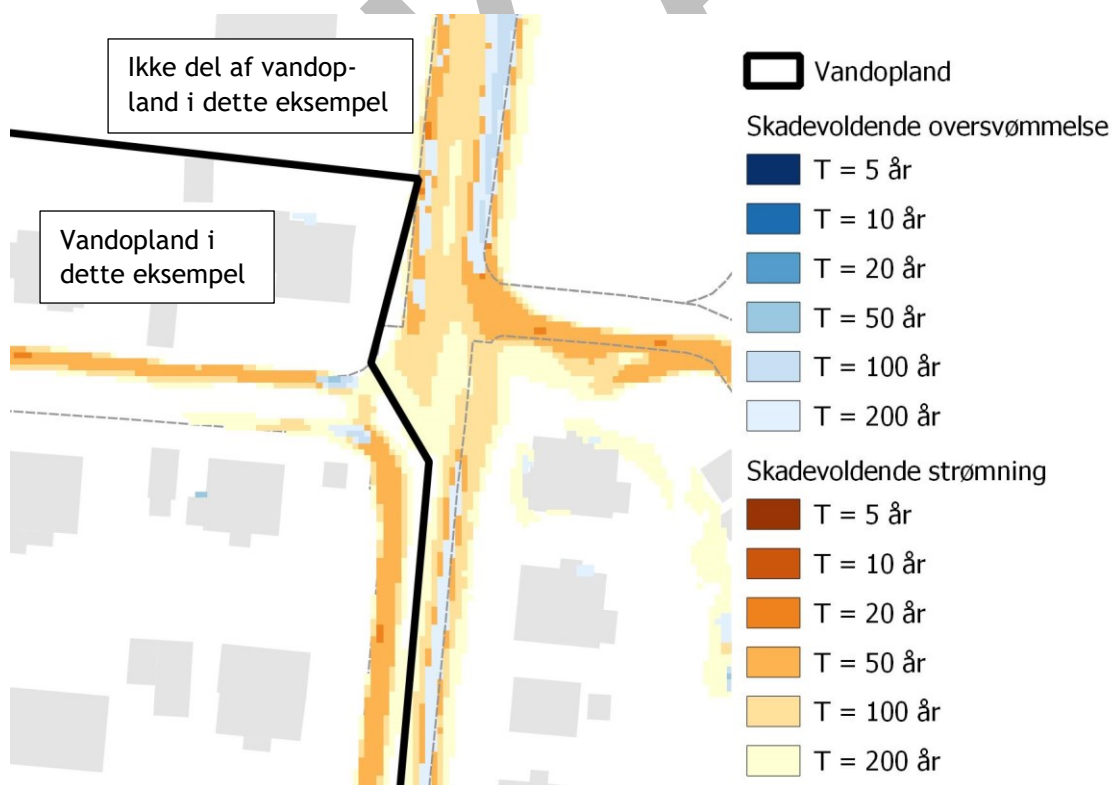 Ikke del af vandop-
land i dette eksempel
Vandopland i
dette eksempel
Vandopland
Skadevoldende oversvømmelse
T = 5 år
T = 10 år
T = 20 år
T = 50 år
T = 100 år
T = 200 år
Skadevoldende strømning
T = 5 år
T = 10 år
T = 20 år
T = 50 år
T = 100 år
T = 200 år